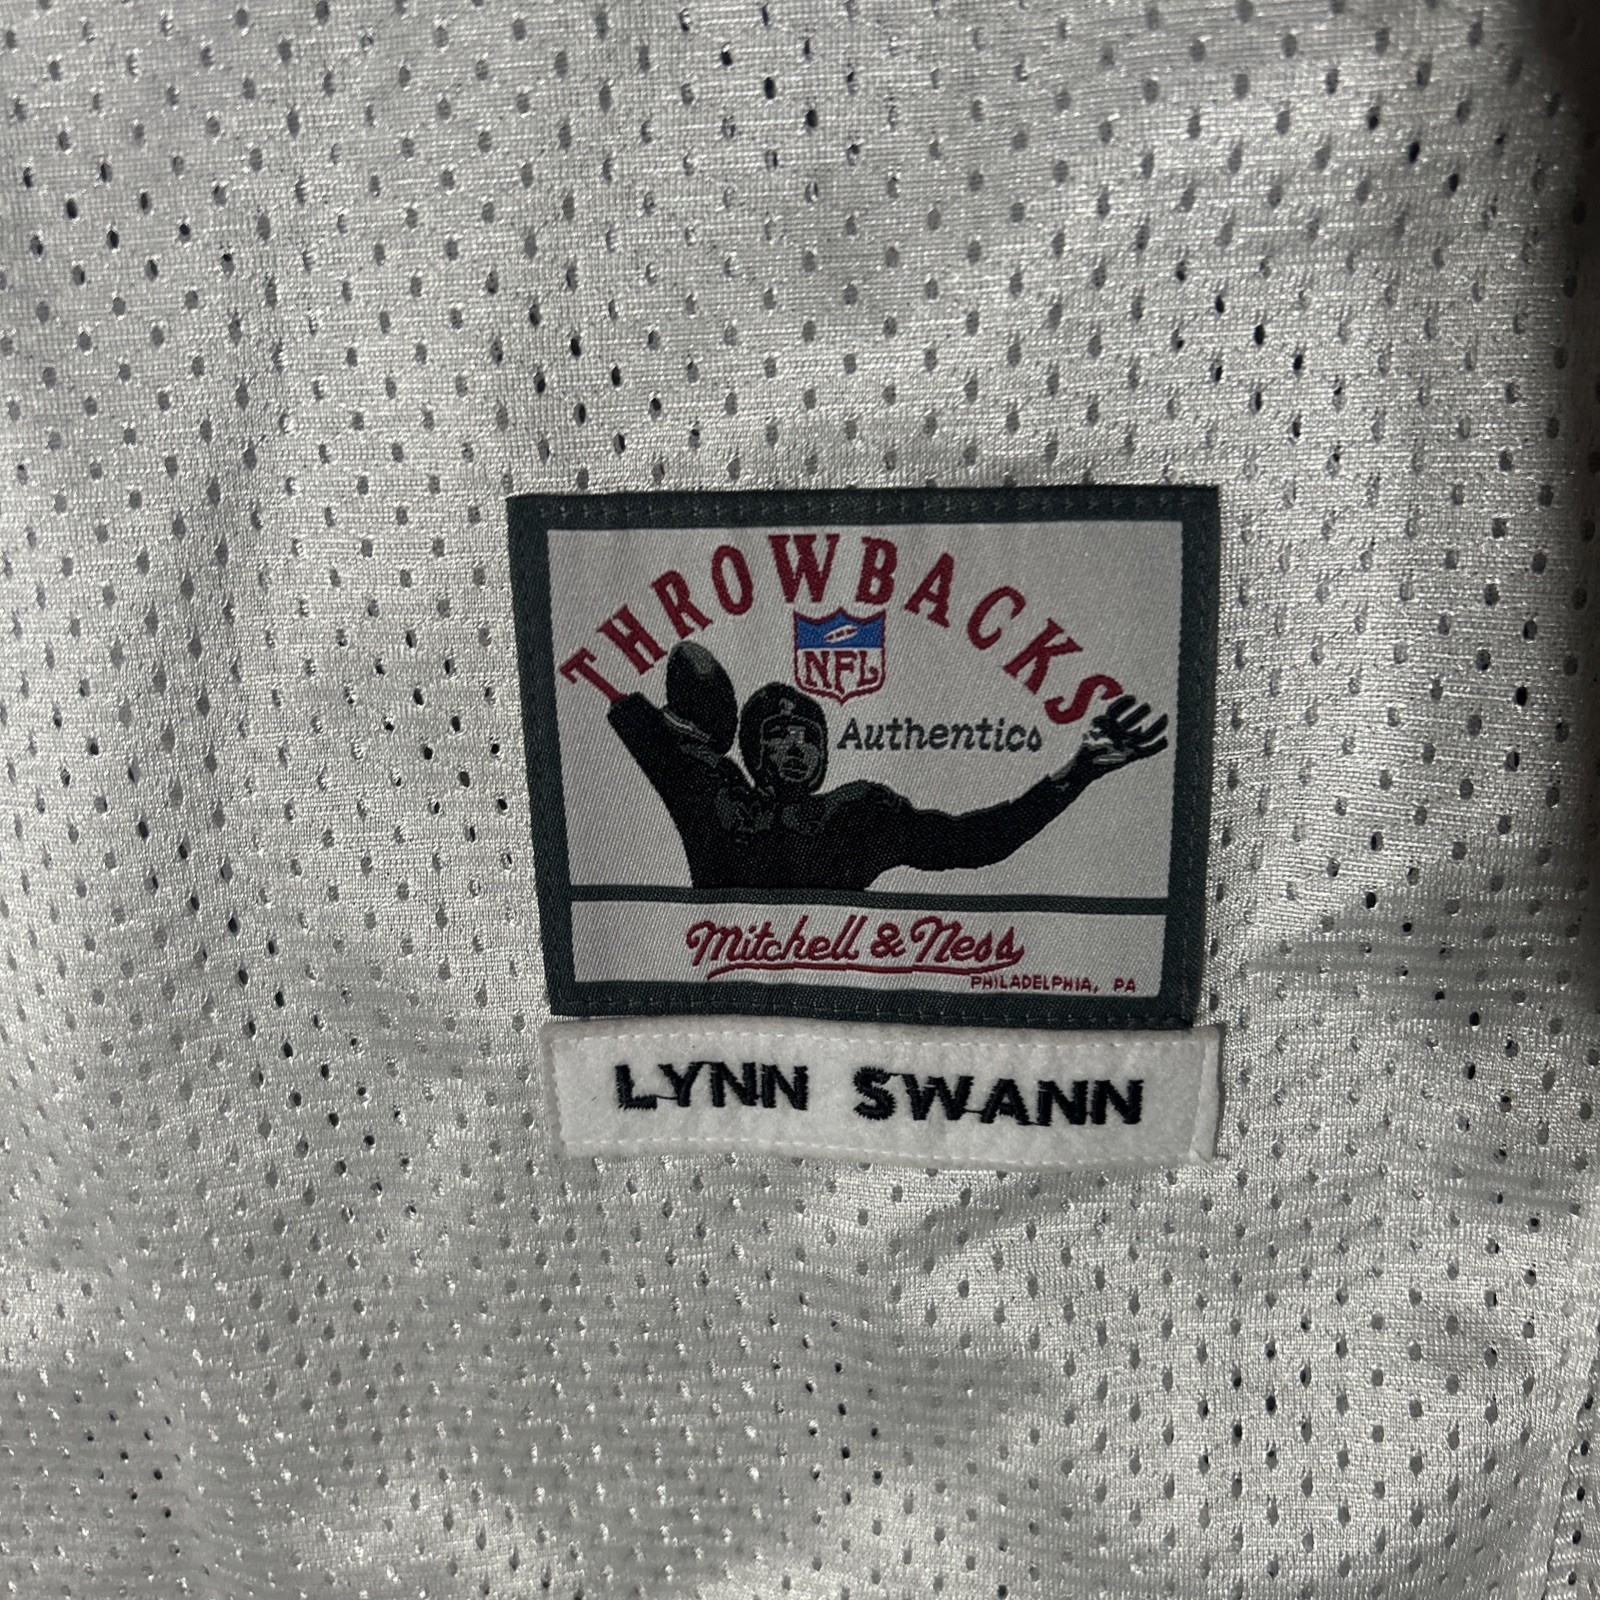 THROWBACKS
NFL
Authentics
Mitchell & Ness
PHILADELPHIA, PA
LYNN SWANN